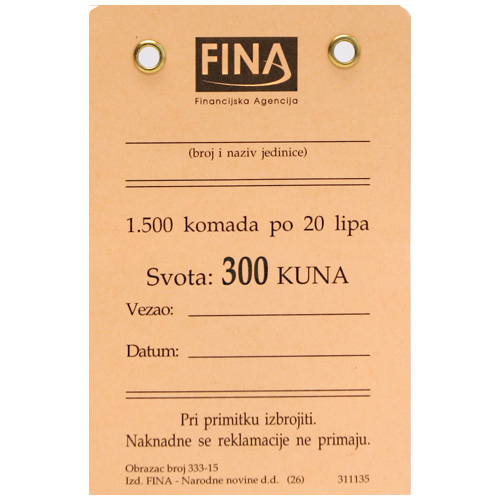 FINA
Financijska Agencija
(broj i naziv jedinice)
1.500 komada po 20 lipa
Svota: 300 KUNA
Vezao:
Datum:
Pri primitku izbrojiti.
Naknadne se reklamacije ne primaju.
Obrazac broj 333-15
Izd. FINA - Narodne novine d.d. (26) 311135